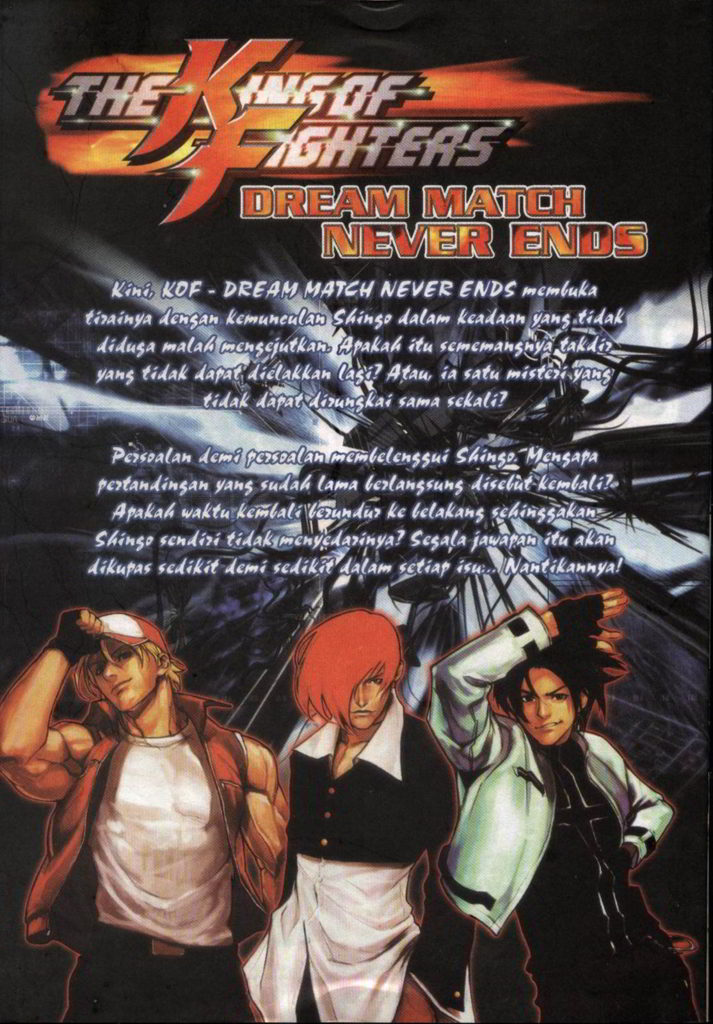 THE KING OF
FIGHTERS
DREAM MATCH
NEVER ENDS
Kini, KOF - DREAM MATCH NEVER ENDS membuka
tirainya dengan kemunculan Shingo dalam keadaan yang tidak
diduga malah mengejutkan. Apakah itu sememangnya takdir
yang tidak dapat dielakkan lagi? Atau, ia satu misteri yang
tidak dapat dirungkai sama sekali?
Persoalan demi persoalan membelenggui Shingo. Mengapa
pertandingan yang sudah lama berlangsung disebut kembali?
Apakah waktu kembali berundur ke belakang sehinggakan
Shingo sendiri tidak menyedarinya? Segala jawapan itu akan
dikupas sedikit demi sedikit dalam setiap isu... Nantikannya!